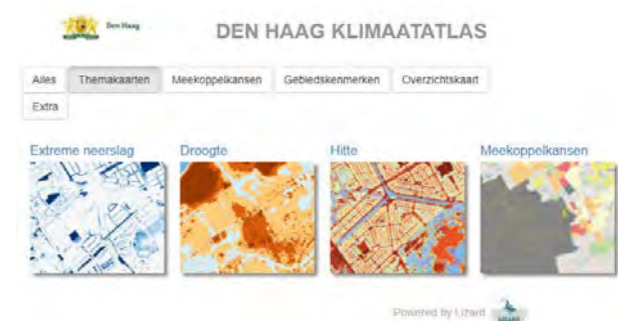 Den Haag
DEN HAAG KLIMAATATLAS
Alles Themakaarten Meekoppelkansen Gebiedskenmerken Overzichtskaart
Extra
Extreme neerslag Droogte Hitte Meekoppelkansen
Powered by Lizard
LIZARD